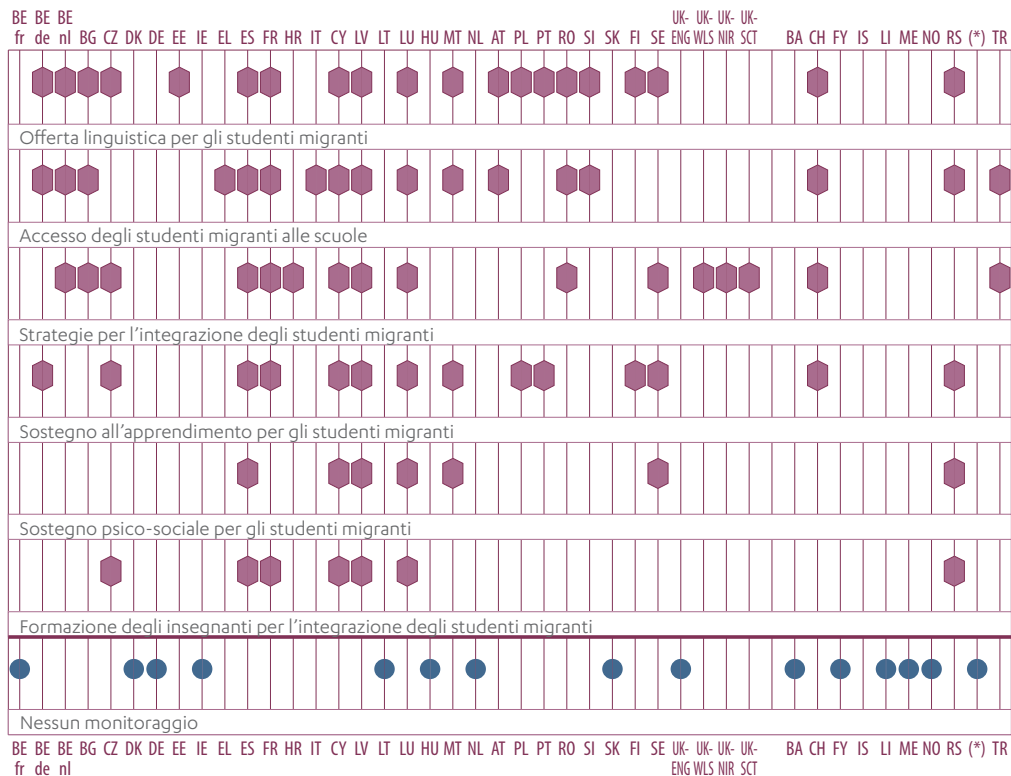 BE BE BE UK- UK- UK- UK-
fr de nl BG CZ DK DE EE IE EL ES FR HR IT CY LV LT LU HU MT NL AT PL PT RO SI SK FI SE ENG WLS NIR SCT BA CH FY IS LI ME NO RS (*) TR
Offerta linguistica per gli studenti migranti
Accesso degli studenti migranti alle scuole
Strategie per l'integrazione degli studenti migranti
Sostegno all'apprendimento per gli studenti migranti
Sostegno psico-sociale per gli studenti migranti
Formazione degli insegnanti per l'integrazione degli studenti migranti
Nessun monitoraggio
BE BE BE BG CZ DK DE EE IE EL ES FR HR IT CY LV LT LU HU MT NL AT PL PT RO SI SK FI SE UK- UK- UK- UK- BA CH FY IS LI ME NO RS (*) TR
fr de nl ENG WLS NIR SCT